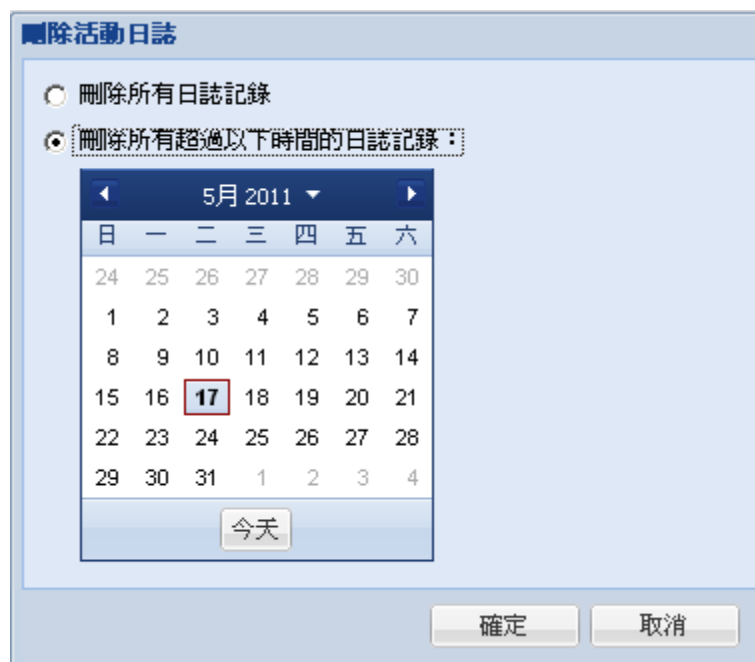 刪除活動日誌
刪除所有日誌記錄
刪除所有超過以下時間的日誌記錄：
5月 2011
日 一 二 三 四 五 六
24 25 26 27 28 29 30
1 2 3 4 5 6 7
8 9 10 11 12 13 14
15 16 17 18 19 20 21
22 23 24 25 26 27 28
29 30 31 1 2 3 4
今天
確定 取消